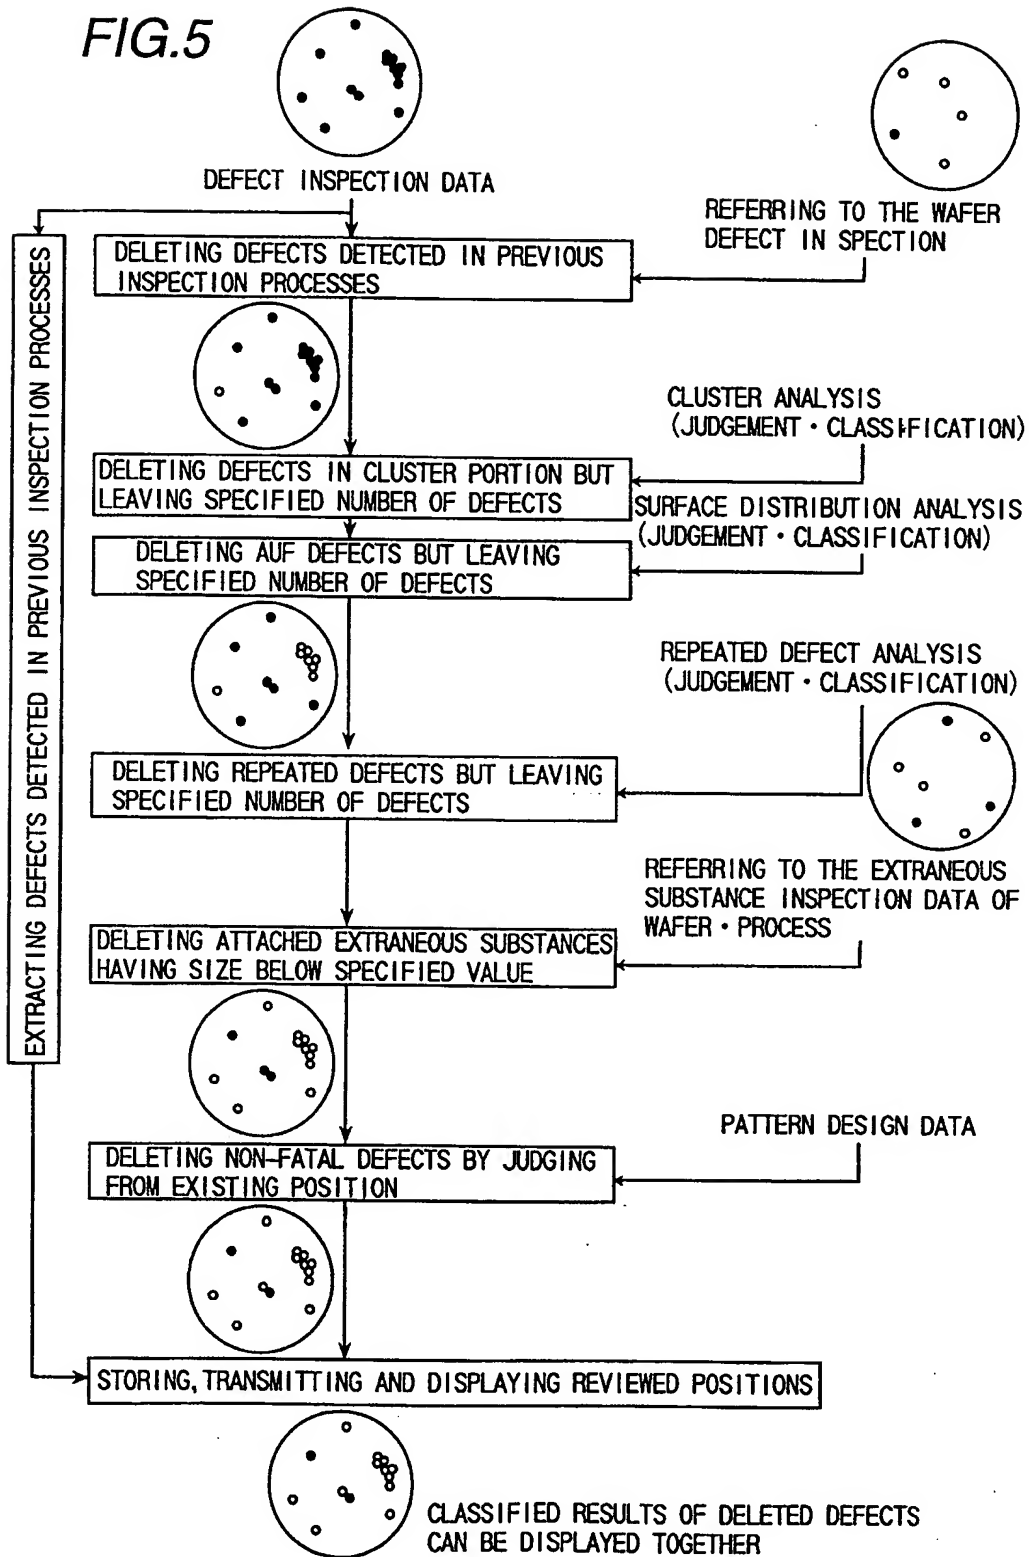 FIG.5
DEFECT INSPECTION DATA
REFERRING TO THE WAFER
DEFECT IN SPECTION
EXTRACTING DEFECTS DETECTED IN PREVIOUS INSPECTION PROCESSES
DELETING DEFECTS DETECTED IN PREVIOUS
INSPECTION PROCESSES
CLUSTER ANALYSIS
(JUDGEMENT・CLASSIFICATION)
DELETING DEFECTS IN CLUSTER PORTION BUT
LEAVING SPECIFIED NUMBER OF DEFECTS
SURFACE DISTRIBUTION ANALYSIS
(JUDGEMENT・CLASSIFICATION)
DELETING AUF DEFECTS BUT LEAVING
SPECIFIED NUMBER OF DEFECTS
REPEATED DEFECT ANALYSIS
(JUDGEMENT・CLASSIFICATION)
DELETING REPEATED DEFECTS BUT LEAVING
SPECIFIED NUMBER OF DEFECTS
REFERRING TO THE EXTRANEOUS
SUBSTANCE INSPECTION DATA OF
WAFER・PROCESS
DELETING ATTACHED EXTRANEOUS SUBSTANCES
HAVING SIZE BELOW SPECIFIED VALUE
PATTERN DESIGN DATA
DELETING NON-FATAL DEFECTS BY JUDGING
FROM EXISTING POSITION
STORING, TRANSMITTING AND DISPLAYING REVIEWED POSITIONS
CLASSIFIED RESULTS OF DELETED DEFECTS
CAN BE DISPLAYED TOGETHER